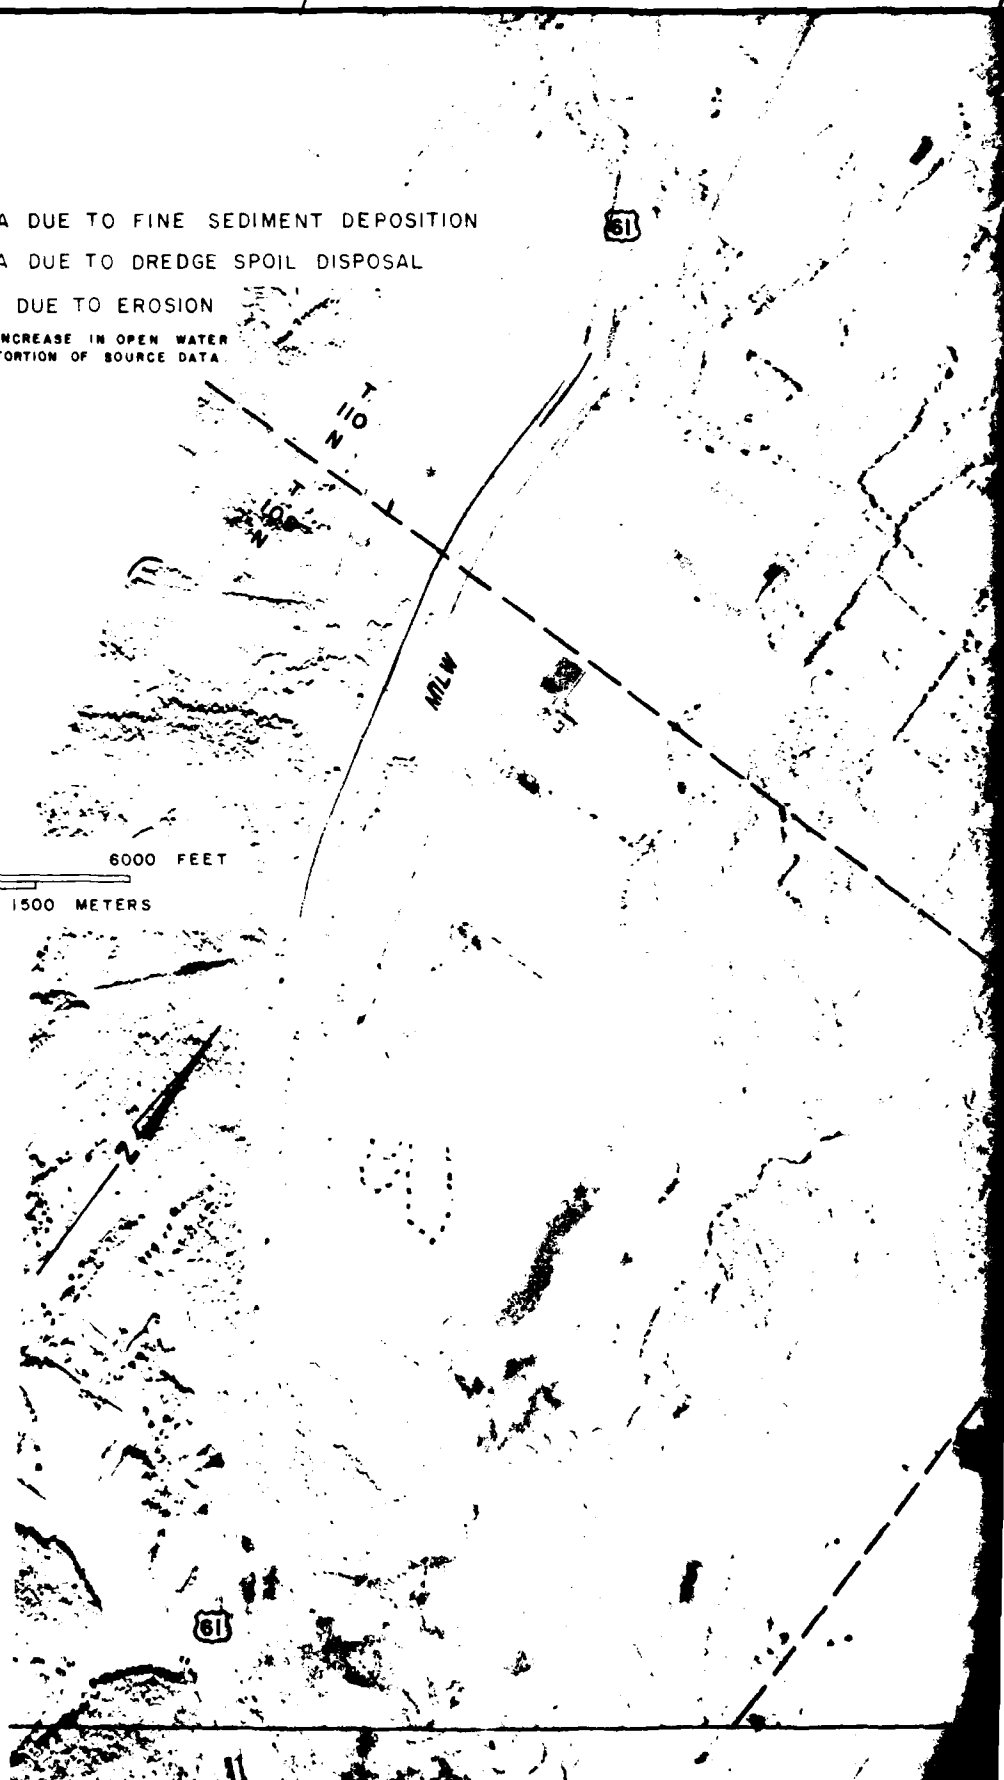 A DUE TO FINE SEDIMENT DEPOSITION
61
A DUE TO DREDGE SPOIL DISPOSAL
DUE TO EROSION
NCREASE IN OPEN WATER
TORTION OF SOURCE DATA.
T
110
N
T
N
MILW
6000 FEET
1500 METERS
N
61